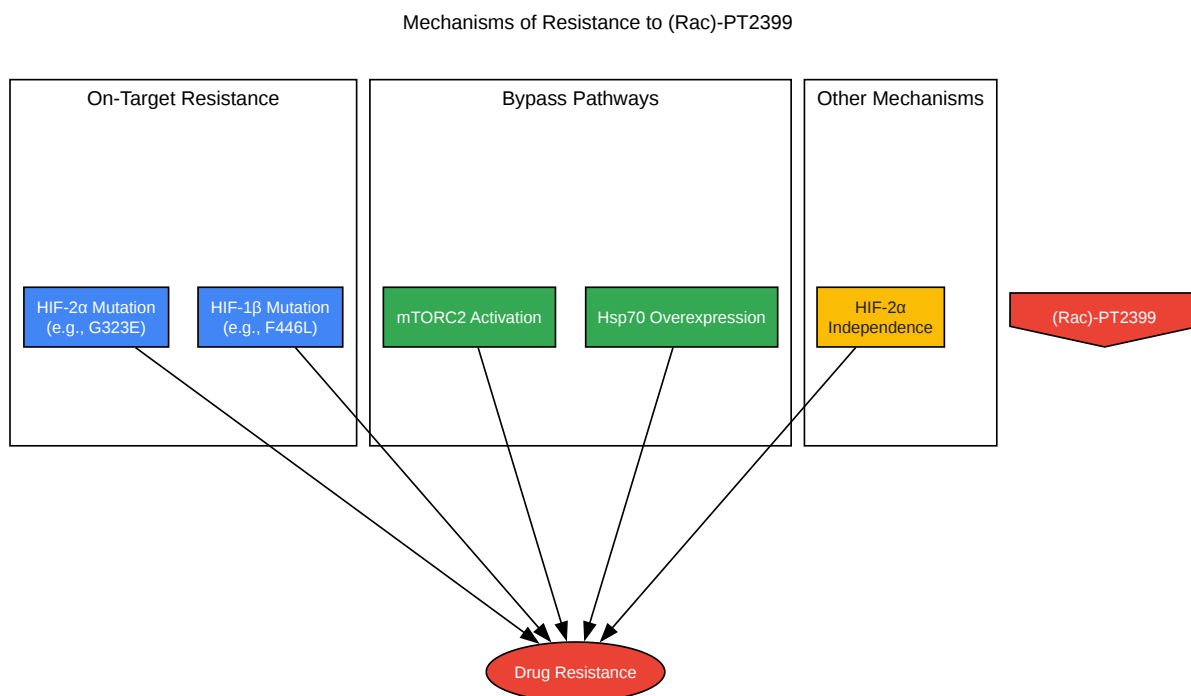 Mechanisms of Resistance to (Rac)-PT2399
On-Target Resistance
Bypass Pathways
Other Mechanisms
HIF-2α Mutation
(e.g., G323E)
HIF-1β Mutation
(e.g., F446L)
mTORC2 Activation
Hsp70 Overexpression
HIF-2α
Independence
(Rac)-PT2399
Drug Resistance